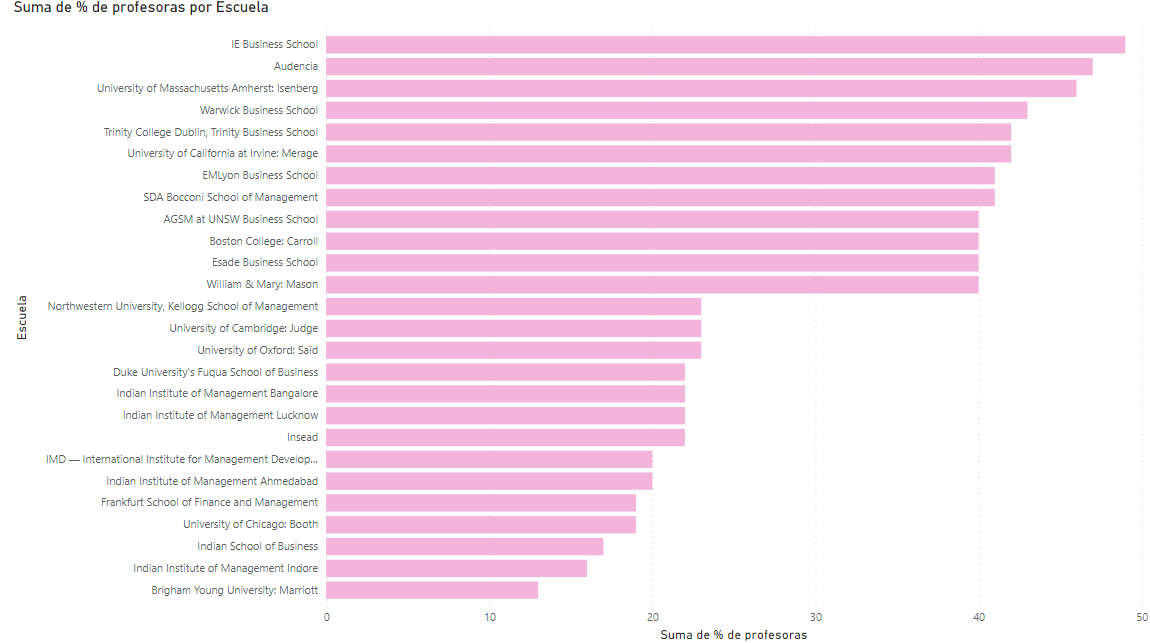 Suma de % de profesoras por Escuela
Escuela
IE Business School
Audencia
University of Massachusetts Amherst: Isenberg
Warwick Business School
Trinity College Dublin, Trinity Business School
University of California at Irvine: Merage
EMLyon Business School
SDA Bocconi School of Management
AGSM at UNSW Business School
Boston College: Carroll
Esade Business School
William & Mary: Mason
Northwestern University, Kellogg School of Management
University of Cambridge: Judge
University of Oxford: Saïd
Duke University's Fuqua School of Business
Indian Institute of Management Bangalore
Indian Institute of Management Lucknow
Insead
IMD — International Institute for Management Develop...
Indian Institute of Management Ahmedabad
Frankfurt School of Finance and Management
University of Chicago: Booth
Indian School of Business
Indian Institute of Management Indore
Brigham Young University: Marriott
0 10 20 30 40 50
Suma de % de profesoras